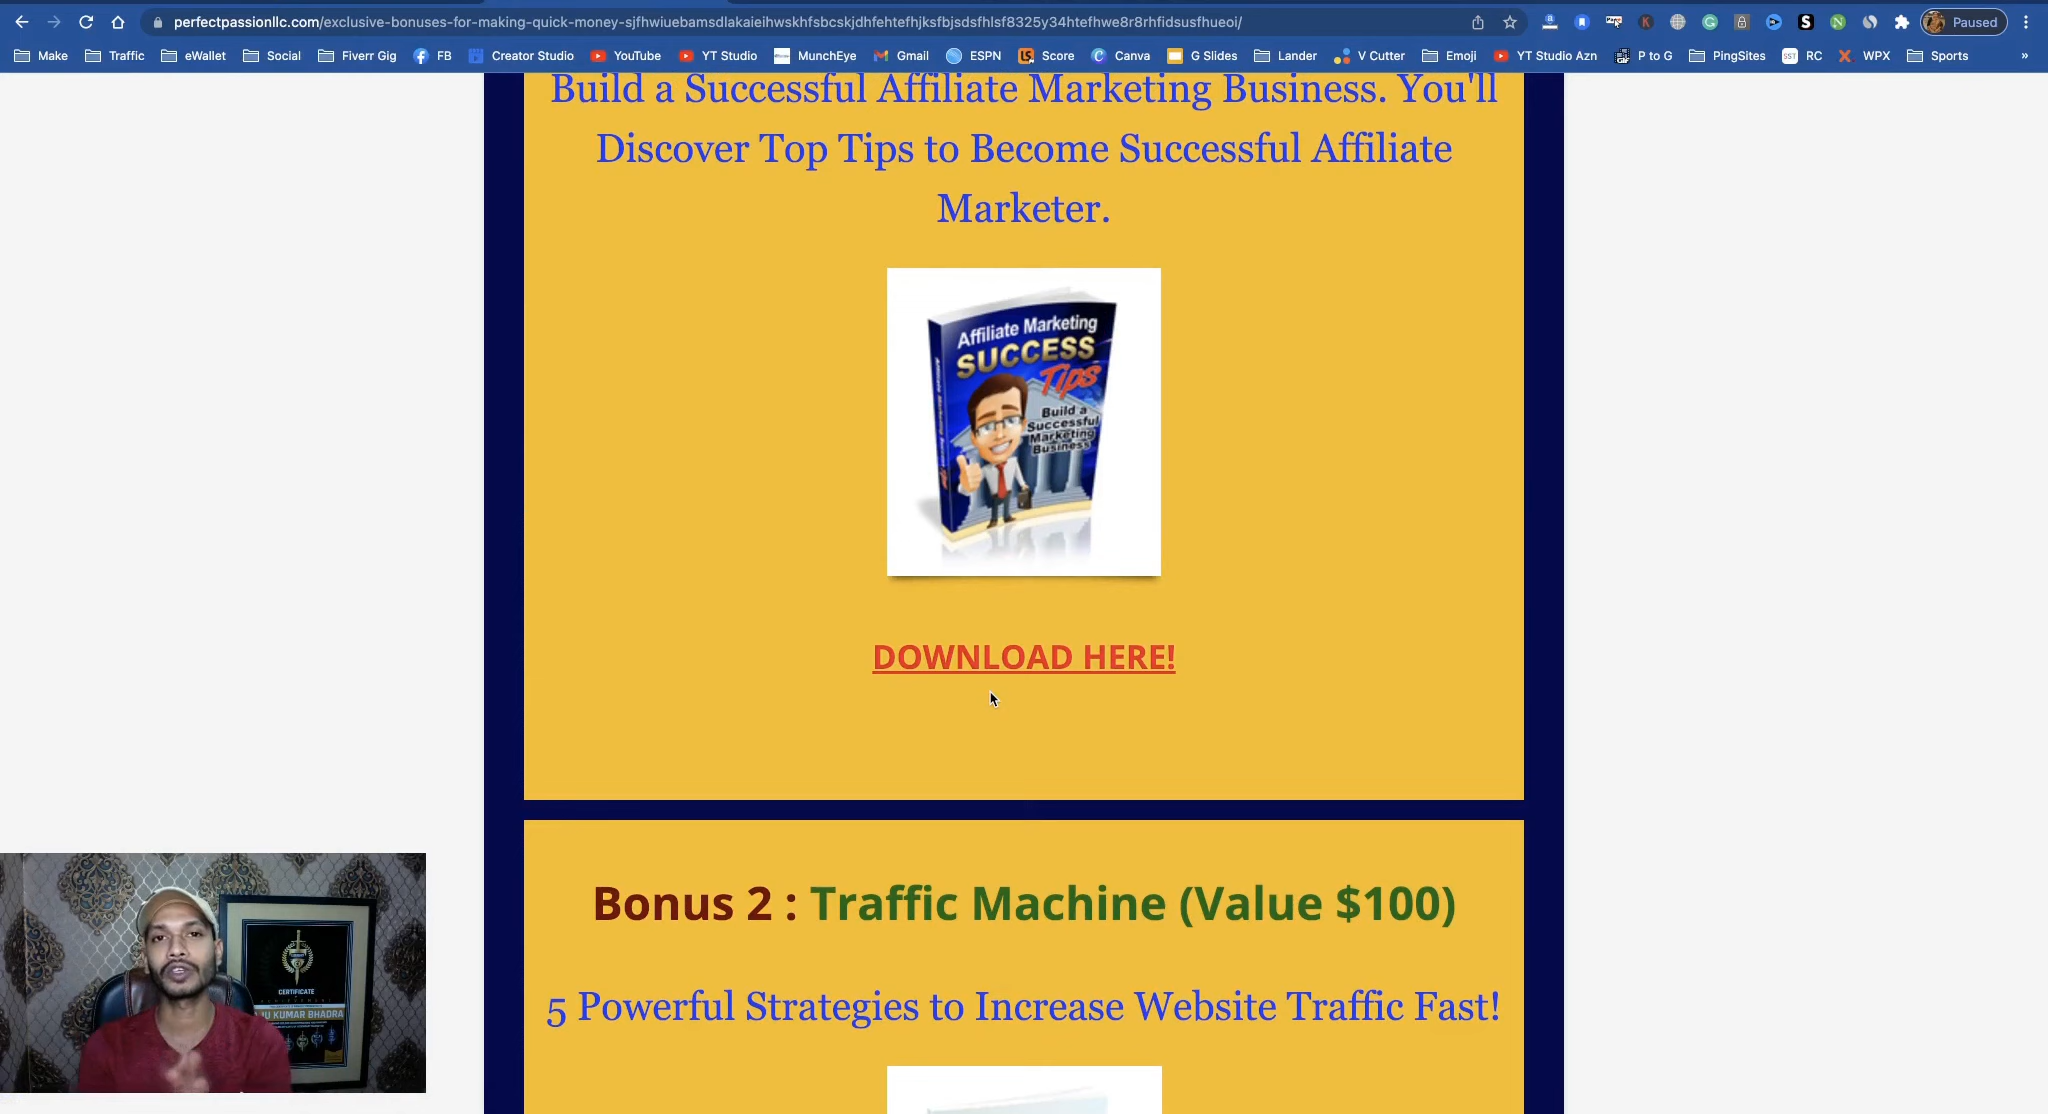 perfectpassionllc.com/exclusive-bonuses-for-making-quick-money-sjfhwiuebamsdlakaieihwskhfsbcskjdhfehtefhjksfbjsdsfhlsf8325y34htefhwe8r8rhfidsusfhueoi/
Paused
Make Traffic eWallet Social Fiverr Gig FB Creator Studio YouTube YT Studio MunchEye Gmail ESPN Score Canva G Slides Lander V Cutter Emoji YT Studio Azn P to G PingSites RC WPX Sports »
Build a Successful Affiliate Marketing Business. You'll
Discover Top Tips to Become Successful Affiliate
Marketer.
Affiliate Marketing
SUCCESS
Tips
Build a
Successful
Marketing
Business
DOWNLOAD HERE!
Bonus 2 : Traffic Machine (Value $100)
5 Powerful Strategies to Increase Website Traffic Fast!
CERTIFICATE
JU KUMAR BHADRA